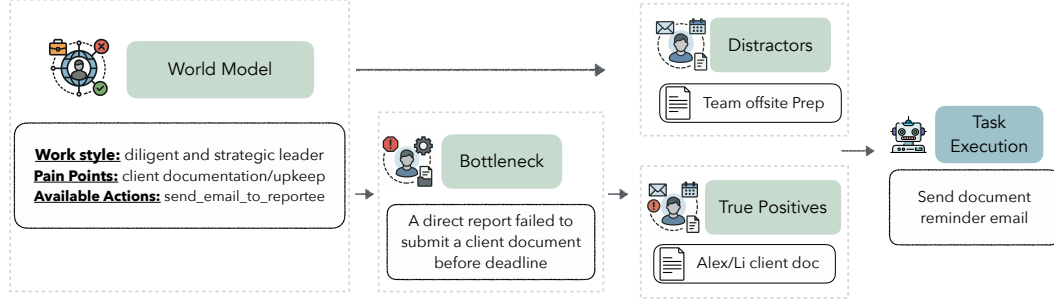 World Model
Work style: diligent and strategic leader
Pain Points: client documentation/upkeep
Available Actions: send_email_to_reportee
Bottleneck
A direct report failed to
submit a client document
before deadline
Distractors
Team offsite Prep
True Positives
Alex/Li client doc
Task
Execution
Send document
reminder email